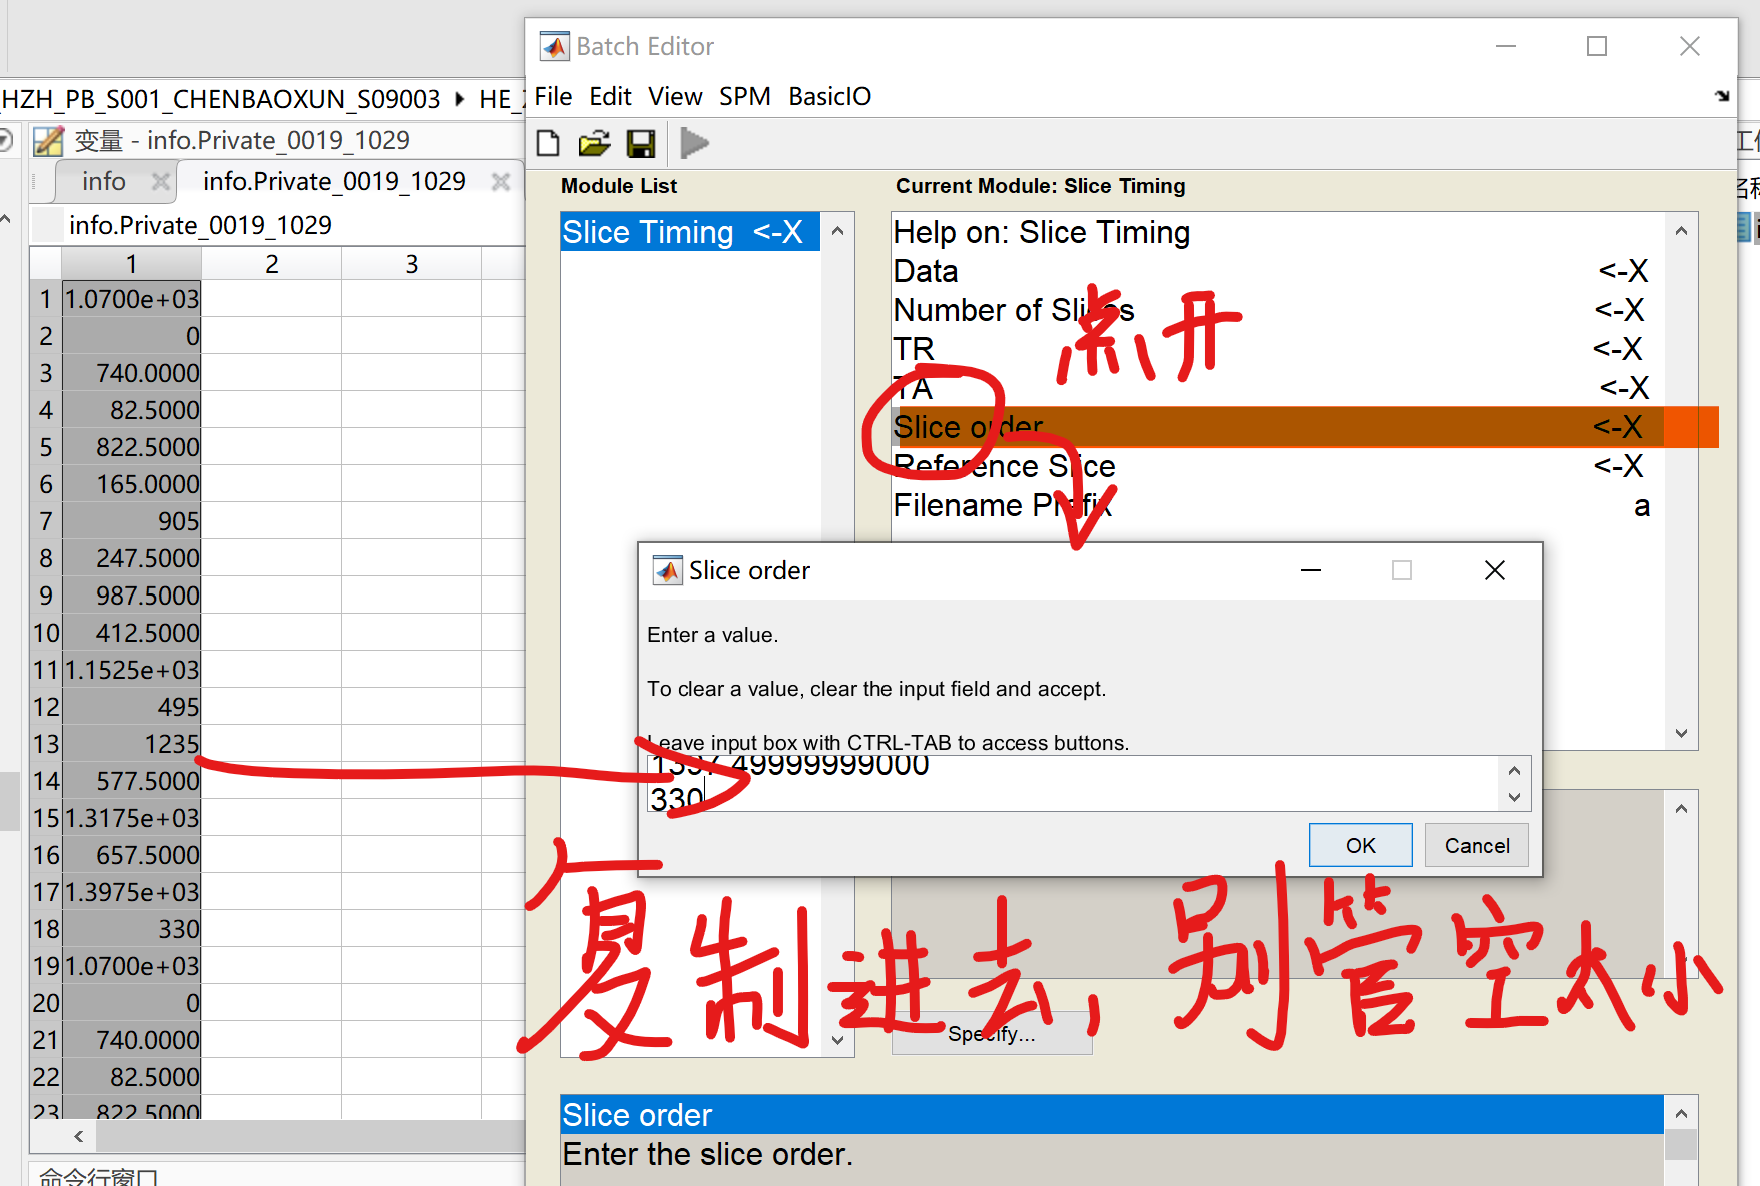 Batch Editor
HZH_PB_S001_CHENBAOXUN_S09003 ▶ HE_
File Edit View SPM BasicIO
变量 - info.Private_0019_1029
info info.Private_0019_1029
info.Private_0019_1029
1 2 3
1 1.0700e+03
2 0
3 740.0000
4 82.5000
5 822.5000
6 165.0000
7 905
8 247.5000
9 987.5000
10 412.5000
11 1.1525e+03
12 495
13 1235
14 577.5000
15 1.3175e+03
16 657.5000
17 1.3975e+03
18 330
19 1.0700e+03
20 0
21 740.0000
22 82.5000
23 822.5000
命令行窗口
Module List
Slice Timing <-X
Current Module: Slice Timing
Help on: Slice Timing
Data <-X
Number of Slices <-X
TR <-X
TA <-X
Slice order <-X
Reference Slice <-X
Filename Prefix a
点开
Slice order
Enter a value.
To clear a value, clear the input field and accept.
Leave input box with CTRL-TAB to access buttons.
1397.49999999000
330
OK Cancel
复制进去，别管空太小
Specify...
Slice order
Enter the slice order.
名称